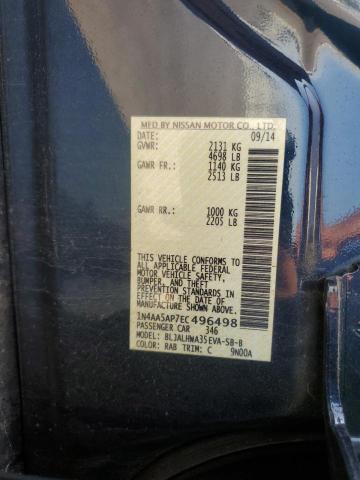 MFD BY NISSAN MOTOR CO., LTD.
DATE: 09/14
GVWR: 2131 KG
4698 LB
GAWR FR.: 1140 KG
2513 LB
GAWR RR.: 1000 KG
2205 LB
THIS VEHICLE CONFORMS TO
ALL APPLICABLE FEDERAL
MOTOR VEHICLE SAFETY,
BUMPER, AND THEFT
PREVENTION STANDARDS
IN EFFECT ON THE DATE OF
MANUFACTURE SHOWN ABOVE.
1N4AA5AP7EC496498
PASSENGER CAR 346
MODEL: BLJALHWA35EVA-SB-B
COLOR: RAB TRIM: C 9N00A